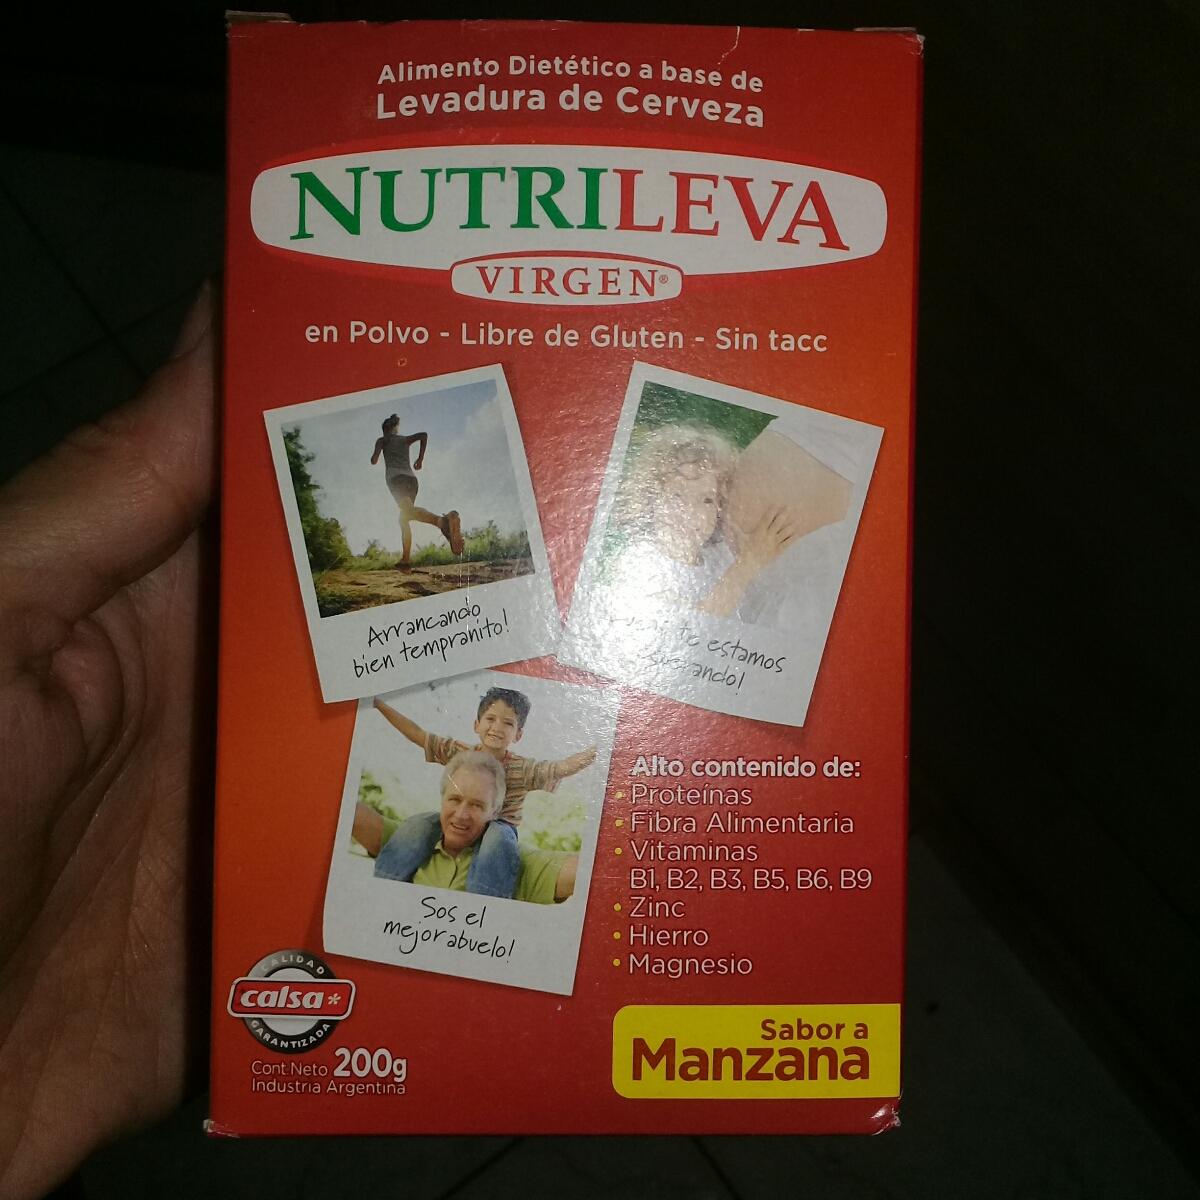 Alimento Dietético a base de
Levadura de Cerveza
NUTRILEVA
VIRGEN®
en Polvo - Libre de Gluten - Sin tacc
Arrancando
bien tempranito!
te estamos
esperando!
Sos el
mejor abuelo!
Alto contenido de:
• Proteínas
• Fibra Alimentaria
• Vitaminas
B1, B2, B3, B5, B6, B9
• Zinc
• Hierro
• Magnesio
CALIDAD
calsa*
GARANTIZADA
Cont. Neto 200g
Industria Argentina
Sabor a
Manzana